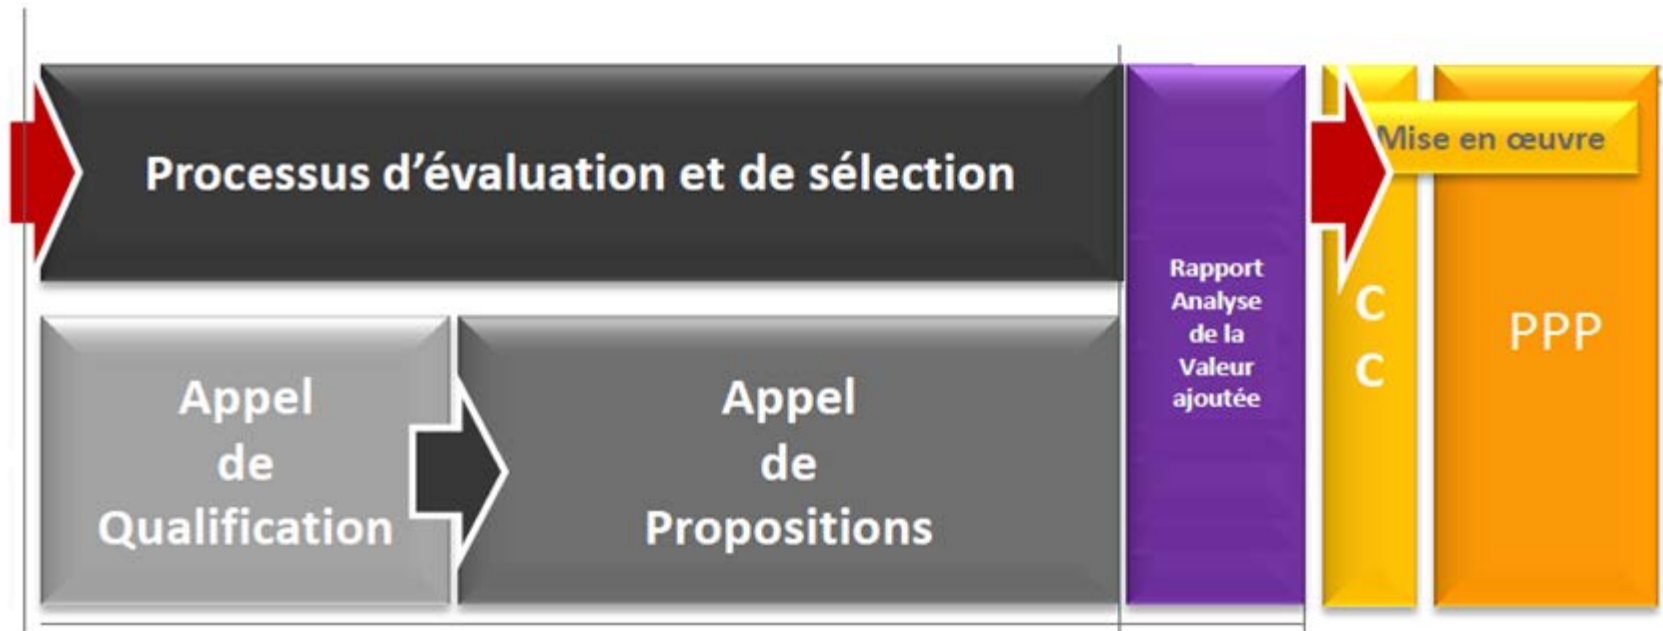 Processus d'évaluation et de sélection
Appel
de
Qualification
Appel
de
Propositions
Rapport
Analyse
de la
Valeur
ajoutée
Mise en œuvre
C
C
PPP